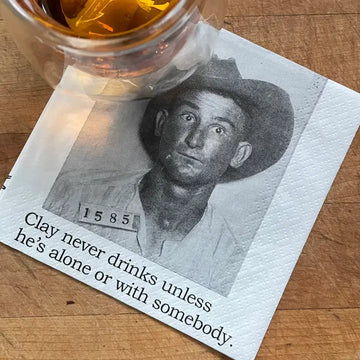 1585
Clay never drinks unless
he's alone or with somebody.